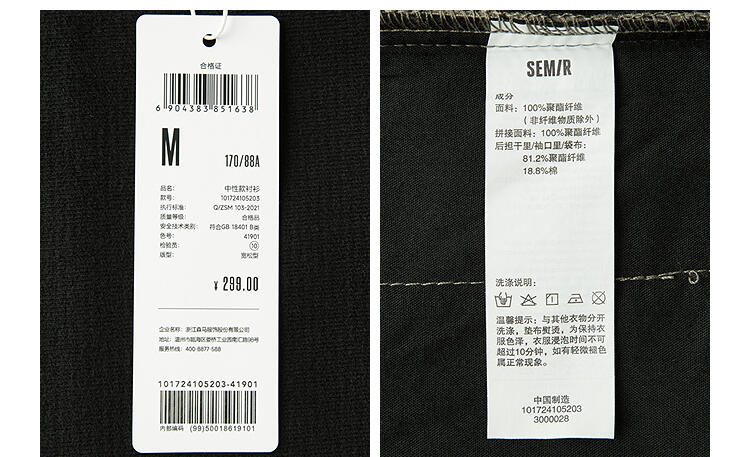 合格证
6 904383 851638
M
170/88A
品名: 中性款衬衫
款号: 101724105203
执行标准: Q/ZSM 103-2021
质量等级: 合格品
安全技术类别: 符合GB 18401 B类
色号: 41901
检验员: 10
版型: 宽松型
¥ 299.00
企业名称: 浙江森马服饰股份有限公司
地址: 温州市瓯海区娄桥工业园南汇路98号
服务热线: 400-8877-588
101724105203-41901
内部编码 (99)50018619101
SEM/R
成分
面料: 100%聚酯纤维
(非纤维物质除外)
拼接面料: 100%聚酯纤维
后担干里/袖口里/袋布:
81.2%聚酯纤维
18.8%棉
洗涤说明:
温馨提示: 与其他衣物分开
洗涤, 垫布熨烫, 为保持衣
服色泽, 衣服浸泡时间不可
超过10分钟, 如有轻微褪色
属正常现象。
中国制造
101724105203
3000028